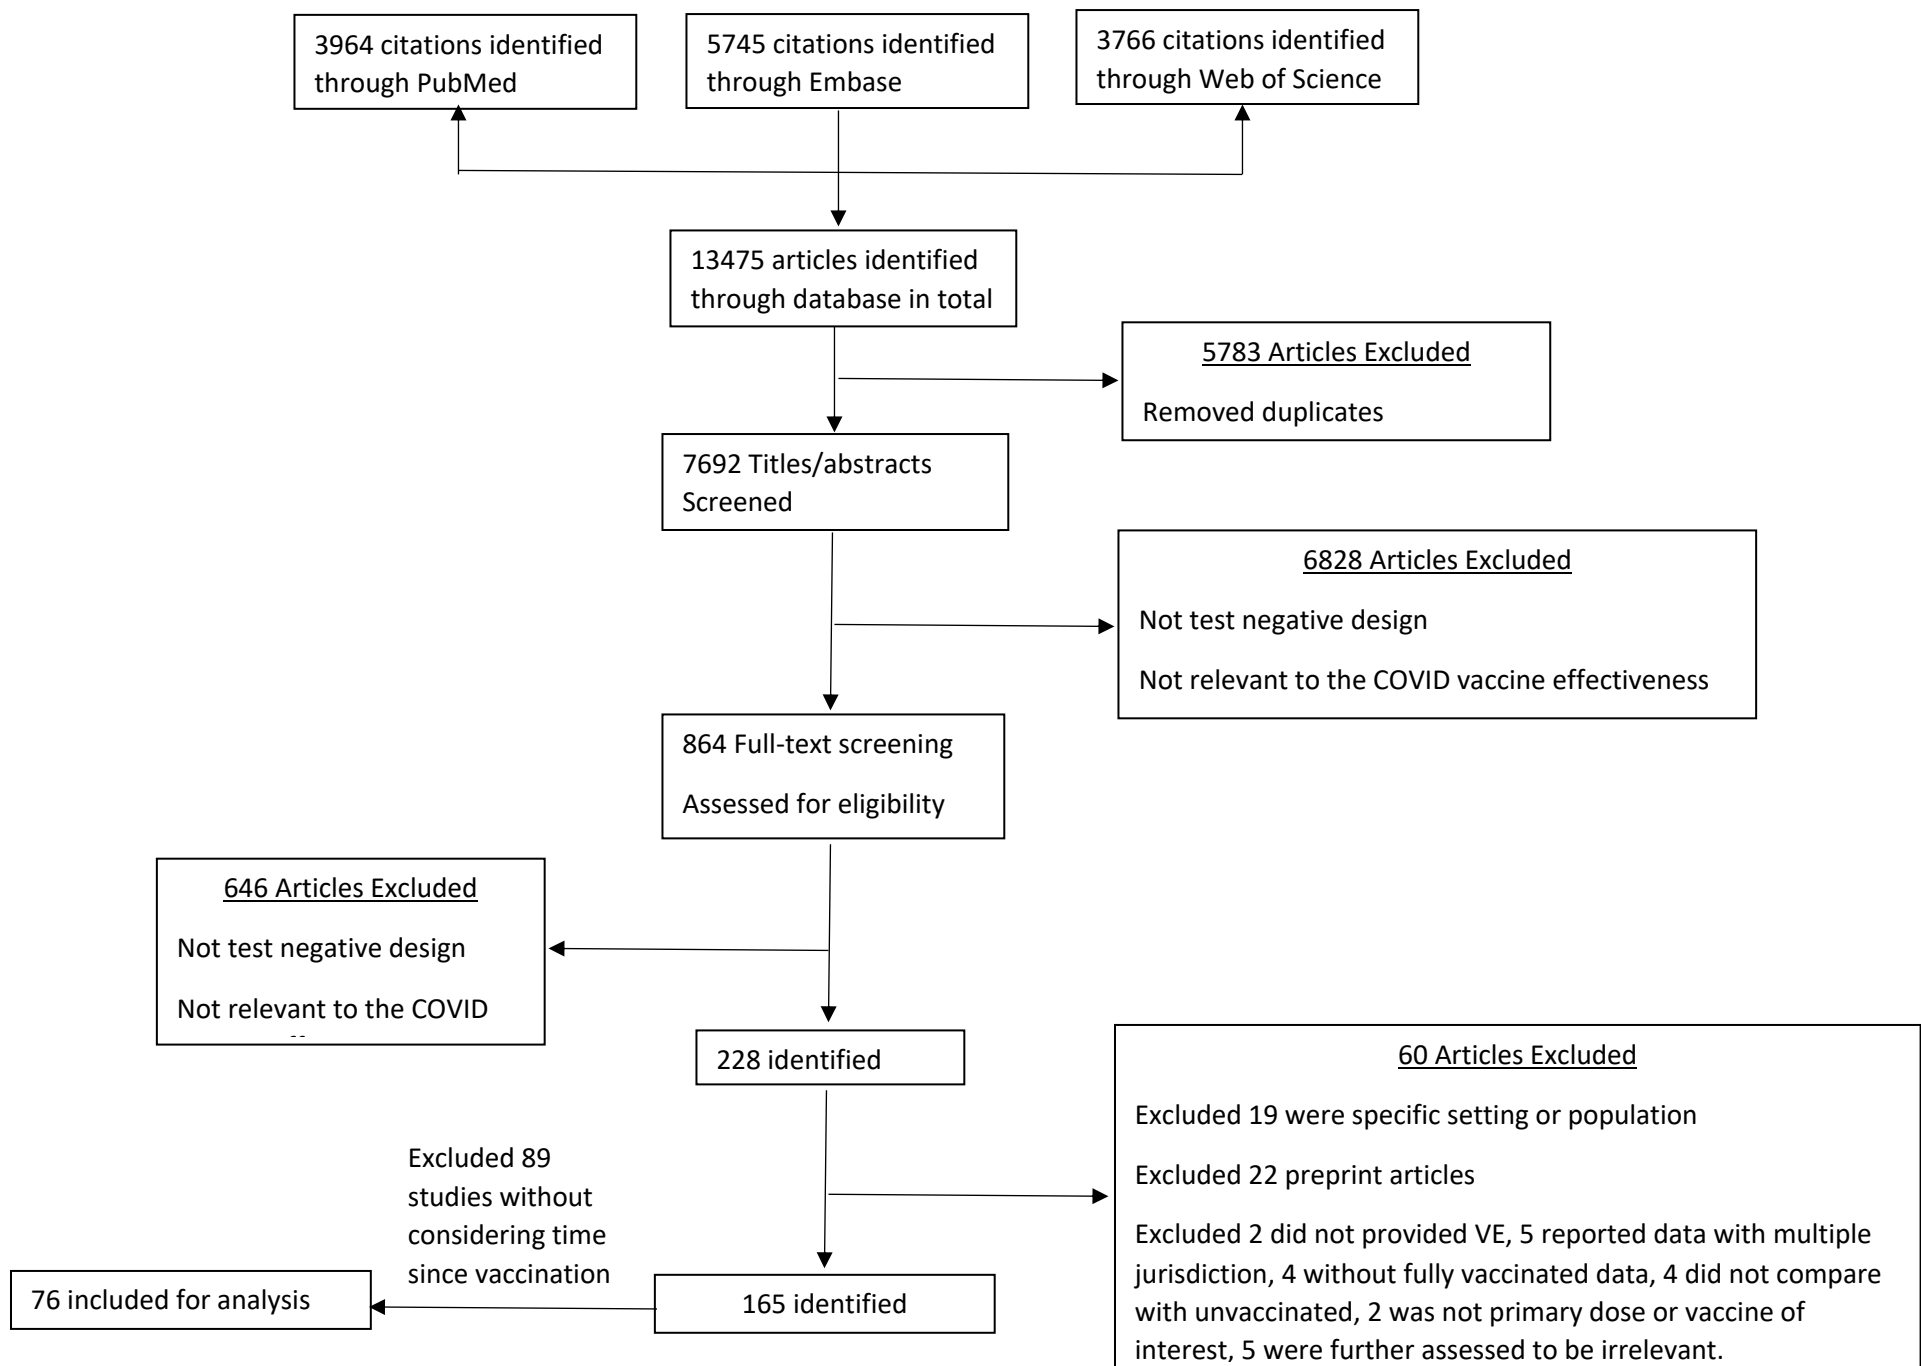 3964 citations identified
through PubMed
5745 citations identified
through Embase
3766 citations identified
through Web of Science
13475 articles identified
through database in total
5783 Articles Excluded
Removed duplicates
7692 Titles/abstracts
Screened
6828 Articles Excluded
Not test negative design
Not relevant to the COVID vaccine effectiveness
864 Full-text screening
Assessed for eligibility
646 Articles Excluded
Not test negative design
Not relevant to the COVID
228 identified
60 Articles Excluded
Excluded 19 were specific setting or population
Excluded 22 preprint articles
Excluded 2 did not provided VE, 5 reported data with multiple
jurisdiction, 4 without fully vaccinated data, 4 did not compare
with unvaccinated, 2 was not primary dose or vaccine of
interest, 5 were further assessed to be irrelevant.
Excluded 89
studies without
considering time
since vaccination
165 identified
76 included for analysis